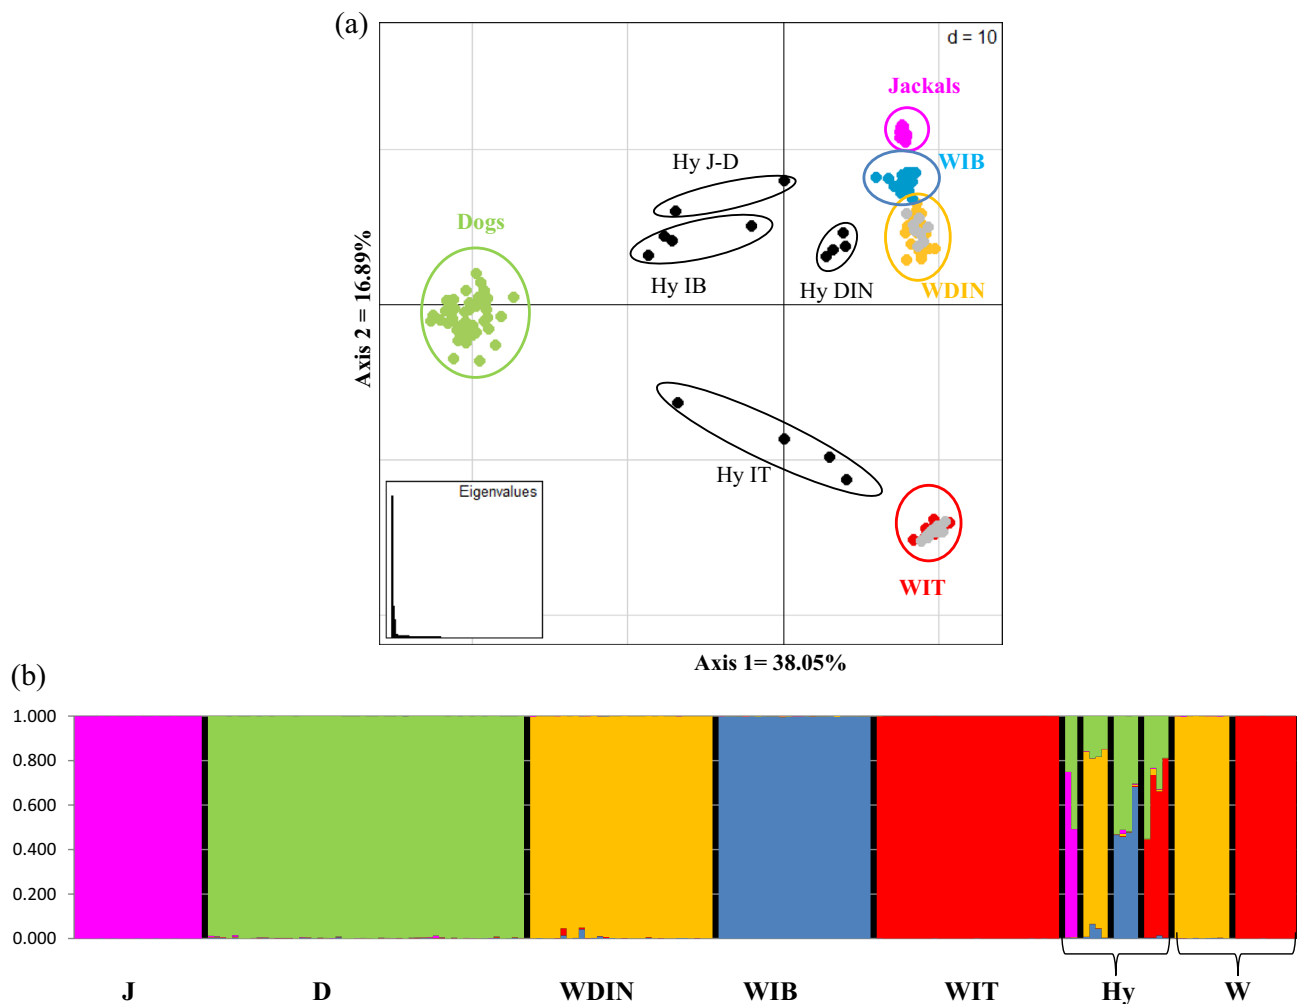 (a)
d = 10
Jackals
WIB
Hy J-D
Dogs
Hy IB
Hy DIN
WDIN
Axis 2 = 16.89%
Hy IT
Eigenvalues
WIT
Axis 1= 38.05%
(b)
1.000
0.800
0.600
0.400
0.200
0.000
J D WDIN WIB WIT Hy W